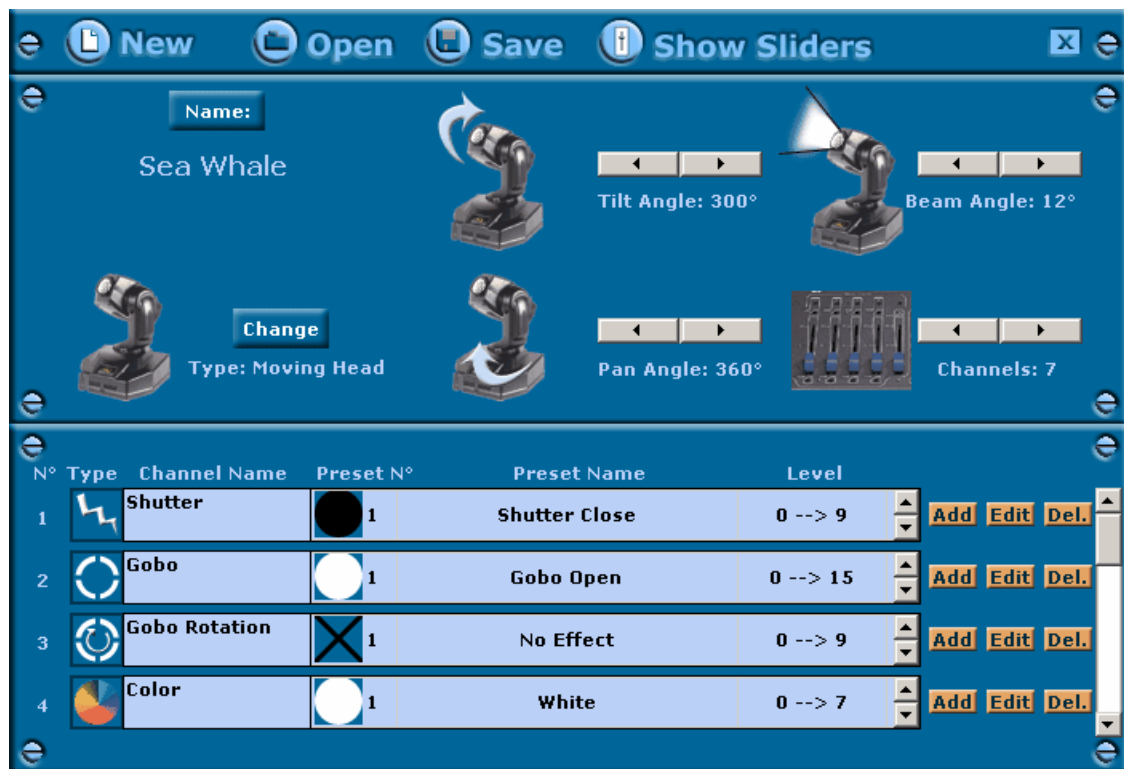 New Open Save Show Sliders X
Name:
Sea Whale
Tilt Angle: 300°
Beam Angle: 12°
Change
Type: Moving Head
Pan Angle: 360°
Channels: 7
N° Type Channel Name Preset N° Preset Name Level
1 Shutter 1 Shutter Close 0 --> 9 Add Edit Del.
2 Gobo 1 Gobo Open 0 --> 15 Add Edit Del.
3 Gobo Rotation 1 No Effect 0 --> 9 Add Edit Del.
4 Color 1 White 0 --> 7 Add Edit Del.